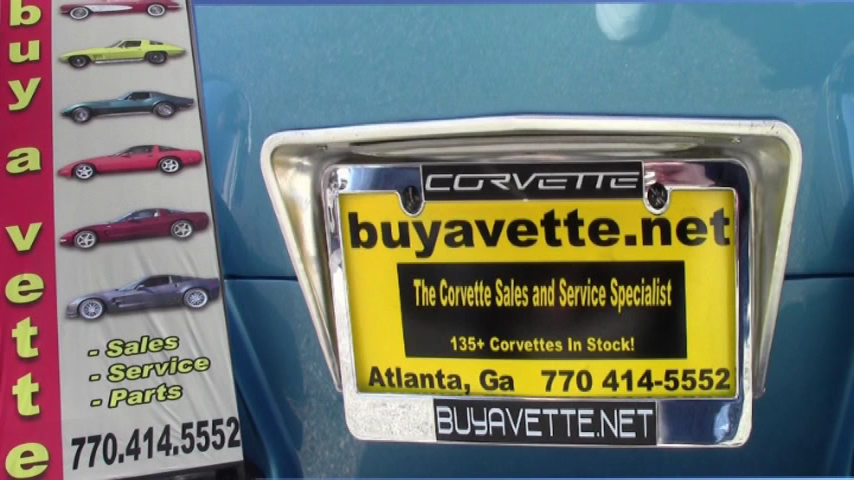 buy a vette
- Sales
- Service
- Parts
770.414.5552
CORVETTE
buyavette.net
The Corvette Sales and Service Specialist
135+ Corvettes In Stock!
Atlanta, Ga 770 414-5552
BUYAVETTE.NET